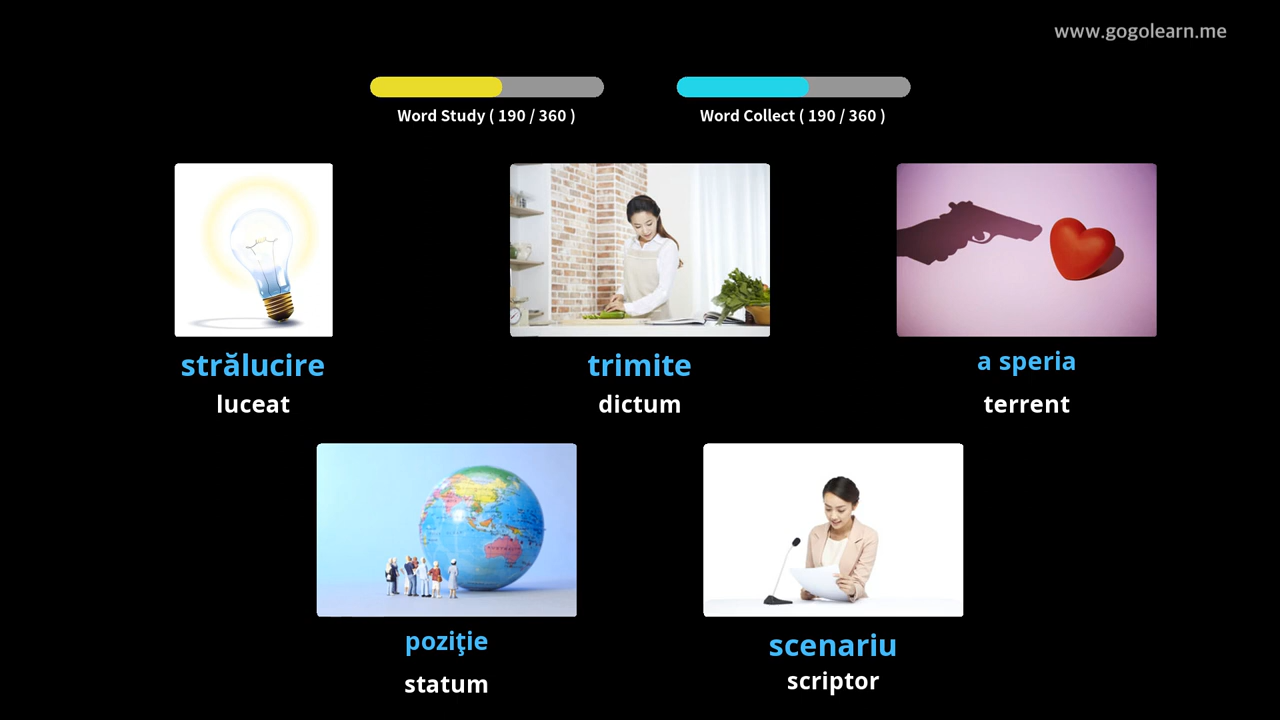 www.gogolearn.me
Word Study ( 190 / 360 )
Word Collect ( 190 / 360 )
strălucire
luceat
trimite
dictum
a speria
terrent
poziţie
statum
scenariu
scriptor